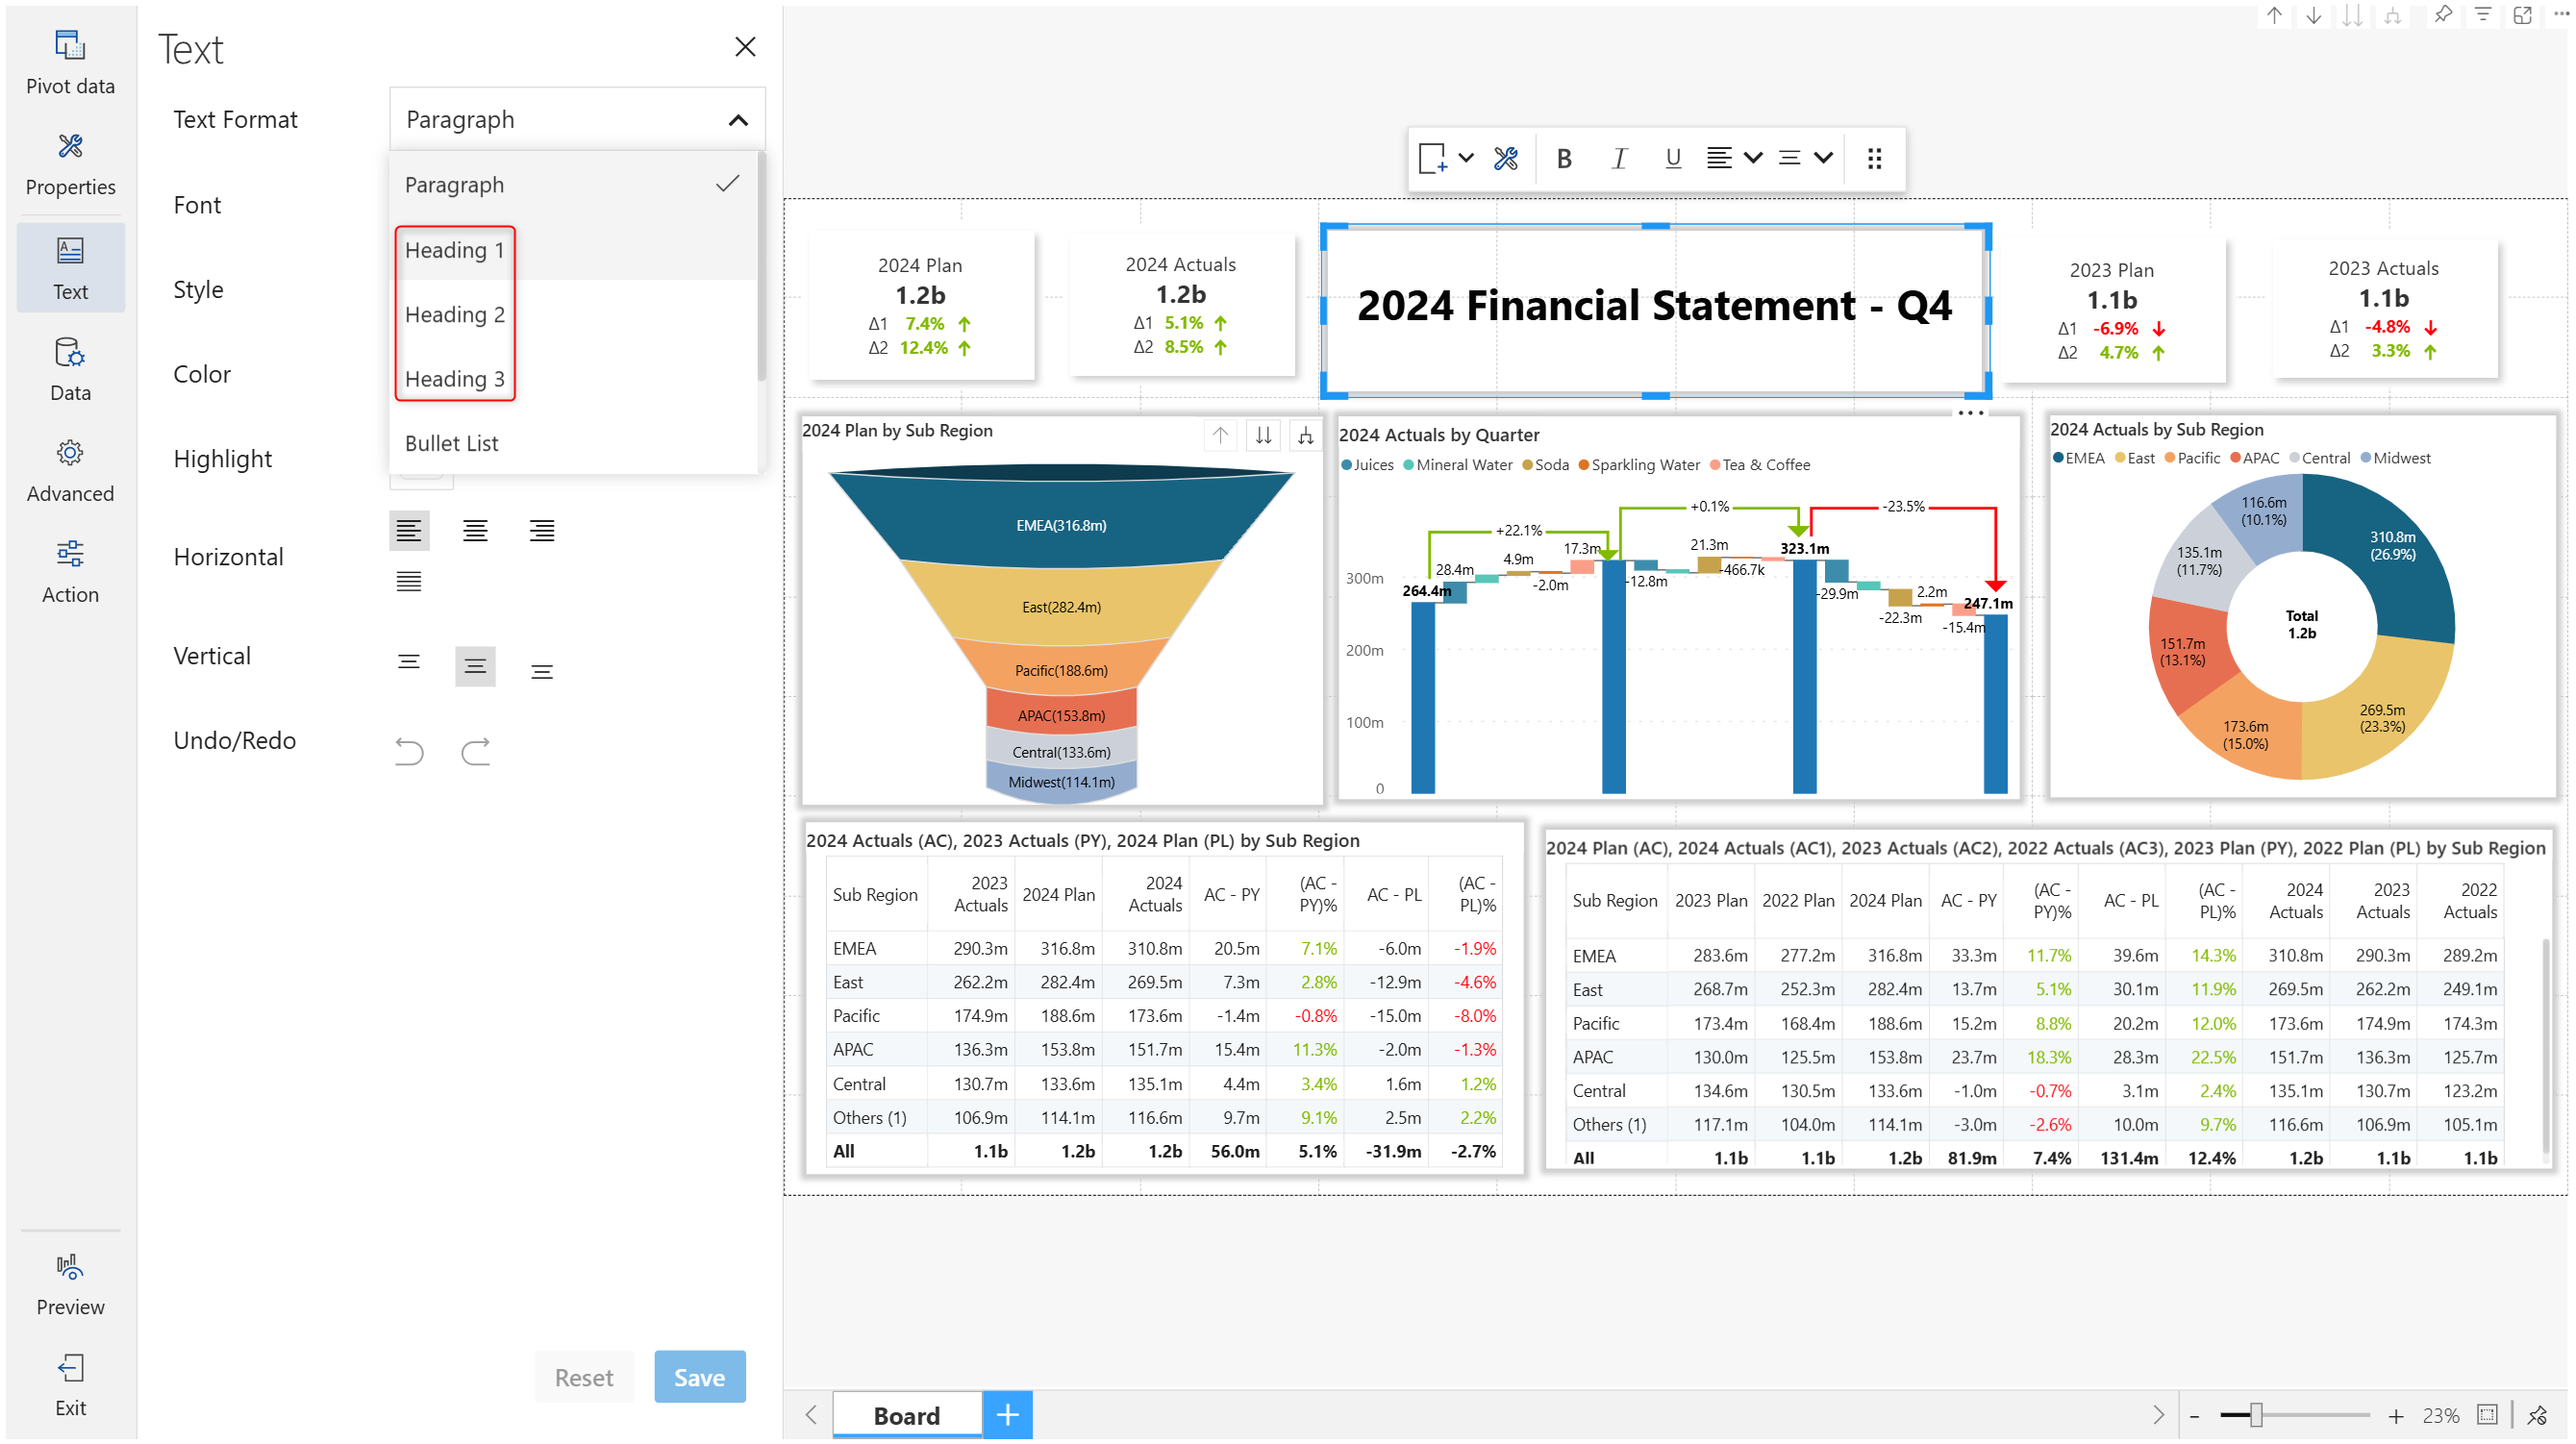 Pivot data
Properties
Text
Data
Advanced
Action
Preview
Exit
Text
Text Format
Paragraph
Paragraph
Heading 1
Heading 2
Heading 3
Bullet List
Font
Style
Color
Highlight
Horizontal
Vertical
Undo/Redo
Reset
Save
B I U
2024 Plan
1.2b
Δ1 7.4%
Δ2 12.4%
2024 Actuals
1.2b
Δ1 5.1%
Δ2 8.5%
2024 Financial Statement - Q4
2023 Plan
1.1b
Δ1 -6.9%
Δ2 4.7%
2023 Actuals
1.1b
Δ1 -4.8%
Δ2 3.3%
2024 Plan by Sub Region
EMEA(316.8m)
East(282.4m)
Pacific(188.6m)
APAC(153.8m)
Central(133.6m)
Midwest(114.1m)
2024 Actuals by Quarter
Juices Mineral Water Soda Sparkling Water Tea & Coffee
+22.1% +0.1% -23.5%
300m
200m
100m
0
264.4m
28.4m
4.9m
-2.0m
17.3m
-12.8m
21.3m
-466.7k
323.1m
-29.9m
-22.3m
2.2m
-15.4m
247.1m
2024 Actuals by Sub Region
EMEA East Pacific APAC Central Midwest
116.6m
(10.1%)
310.8m
(26.9%)
135.1m
(11.7%)
Total
1.2b
151.7m
(13.1%)
269.5m
(23.3%)
173.6m
(15.0%)
2024 Actuals (AC), 2023 Actuals (PY), 2024 Plan (PL) by Sub Region
Sub Region 2023 Actuals 2024 Plan 2024 Actuals AC - PY (AC - PY)% AC - PL (AC - PL)%
EMEA 290.3m 316.8m 310.8m 20.5m 7.1% -6.0m -1.9%
East 262.2m 282.4m 269.5m 7.3m 2.8% -12.9m -4.6%
Pacific 174.9m 188.6m 173.6m -1.4m -0.8% -15.0m -8.0%
APAC 136.3m 153.8m 151.7m 15.4m 11.3% -2.0m -1.3%
Central 130.7m 133.6m 135.1m 4.4m 3.4% 1.6m 1.2%
Others (1) 106.9m 114.1m 116.6m 9.7m 9.1% 2.5m 2.2%
All 1.1b 1.2b 1.2b 56.0m 5.1% -31.9m -2.7%
2024 Plan (AC), 2024 Actuals (AC1), 2023 Actuals (AC2), 2022 Actuals (AC3), 2023 Plan (PY), 2022 Plan (PL) by Sub Region
Sub Region 2023 Plan 2022 Plan 2024 Plan AC - PY (AC - PY)% AC - PL (AC - PL)% 2024 Actuals 2023 Actuals 2022 Actuals
EMEA 283.6m 277.2m 316.8m 33.3m 11.7% 39.6m 14.3% 310.8m 290.3m 289.2m
East 268.7m 252.3m 282.4m 13.7m 5.1% 30.1m 11.9% 269.5m 262.2m 249.1m
Pacific 173.4m 168.4m 188.6m 15.2m 8.8% 20.2m 12.0% 173.6m 174.9m 174.3m
APAC 130.0m 125.5m 153.8m 23.7m 18.3% 28.3m 22.5% 151.7m 136.3m 125.7m
Central 134.6m 130.5m 133.6m -1.0m -0.7% 3.1m 2.4% 135.1m 130.7m 123.2m
Others (1) 117.1m 104.0m 114.1m -3.0m -2.6% 10.0m 9.7% 116.6m 106.9m 105.1m
All 1.1b 1.1b 1.2b 81.9m 7.4% 131.4m 12.4% 1.2b 1.1b 1.1b
Board
23%